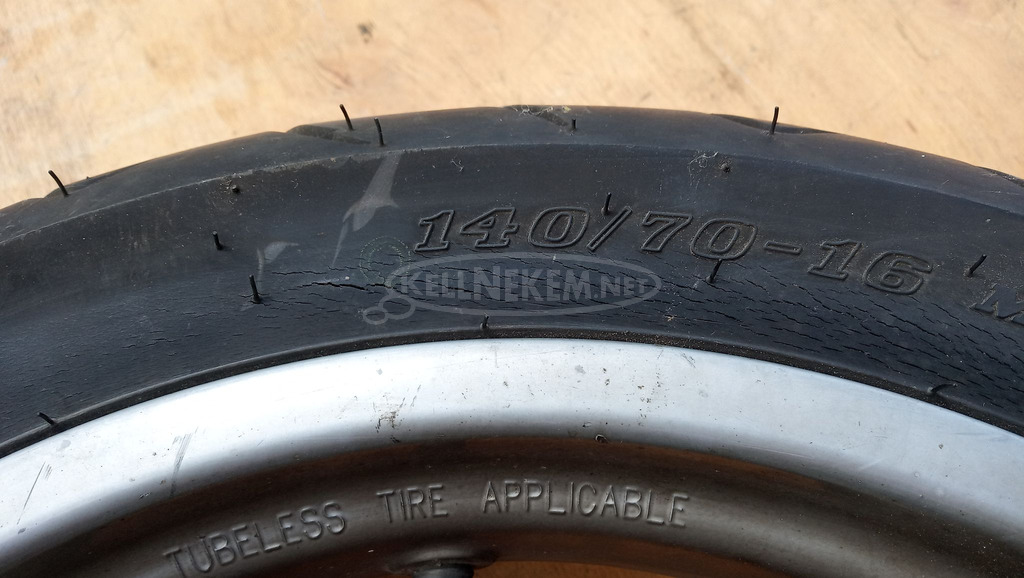 140/70-16
KELLNEKEM.NET
TUBELESS TIRE APPLICABLE